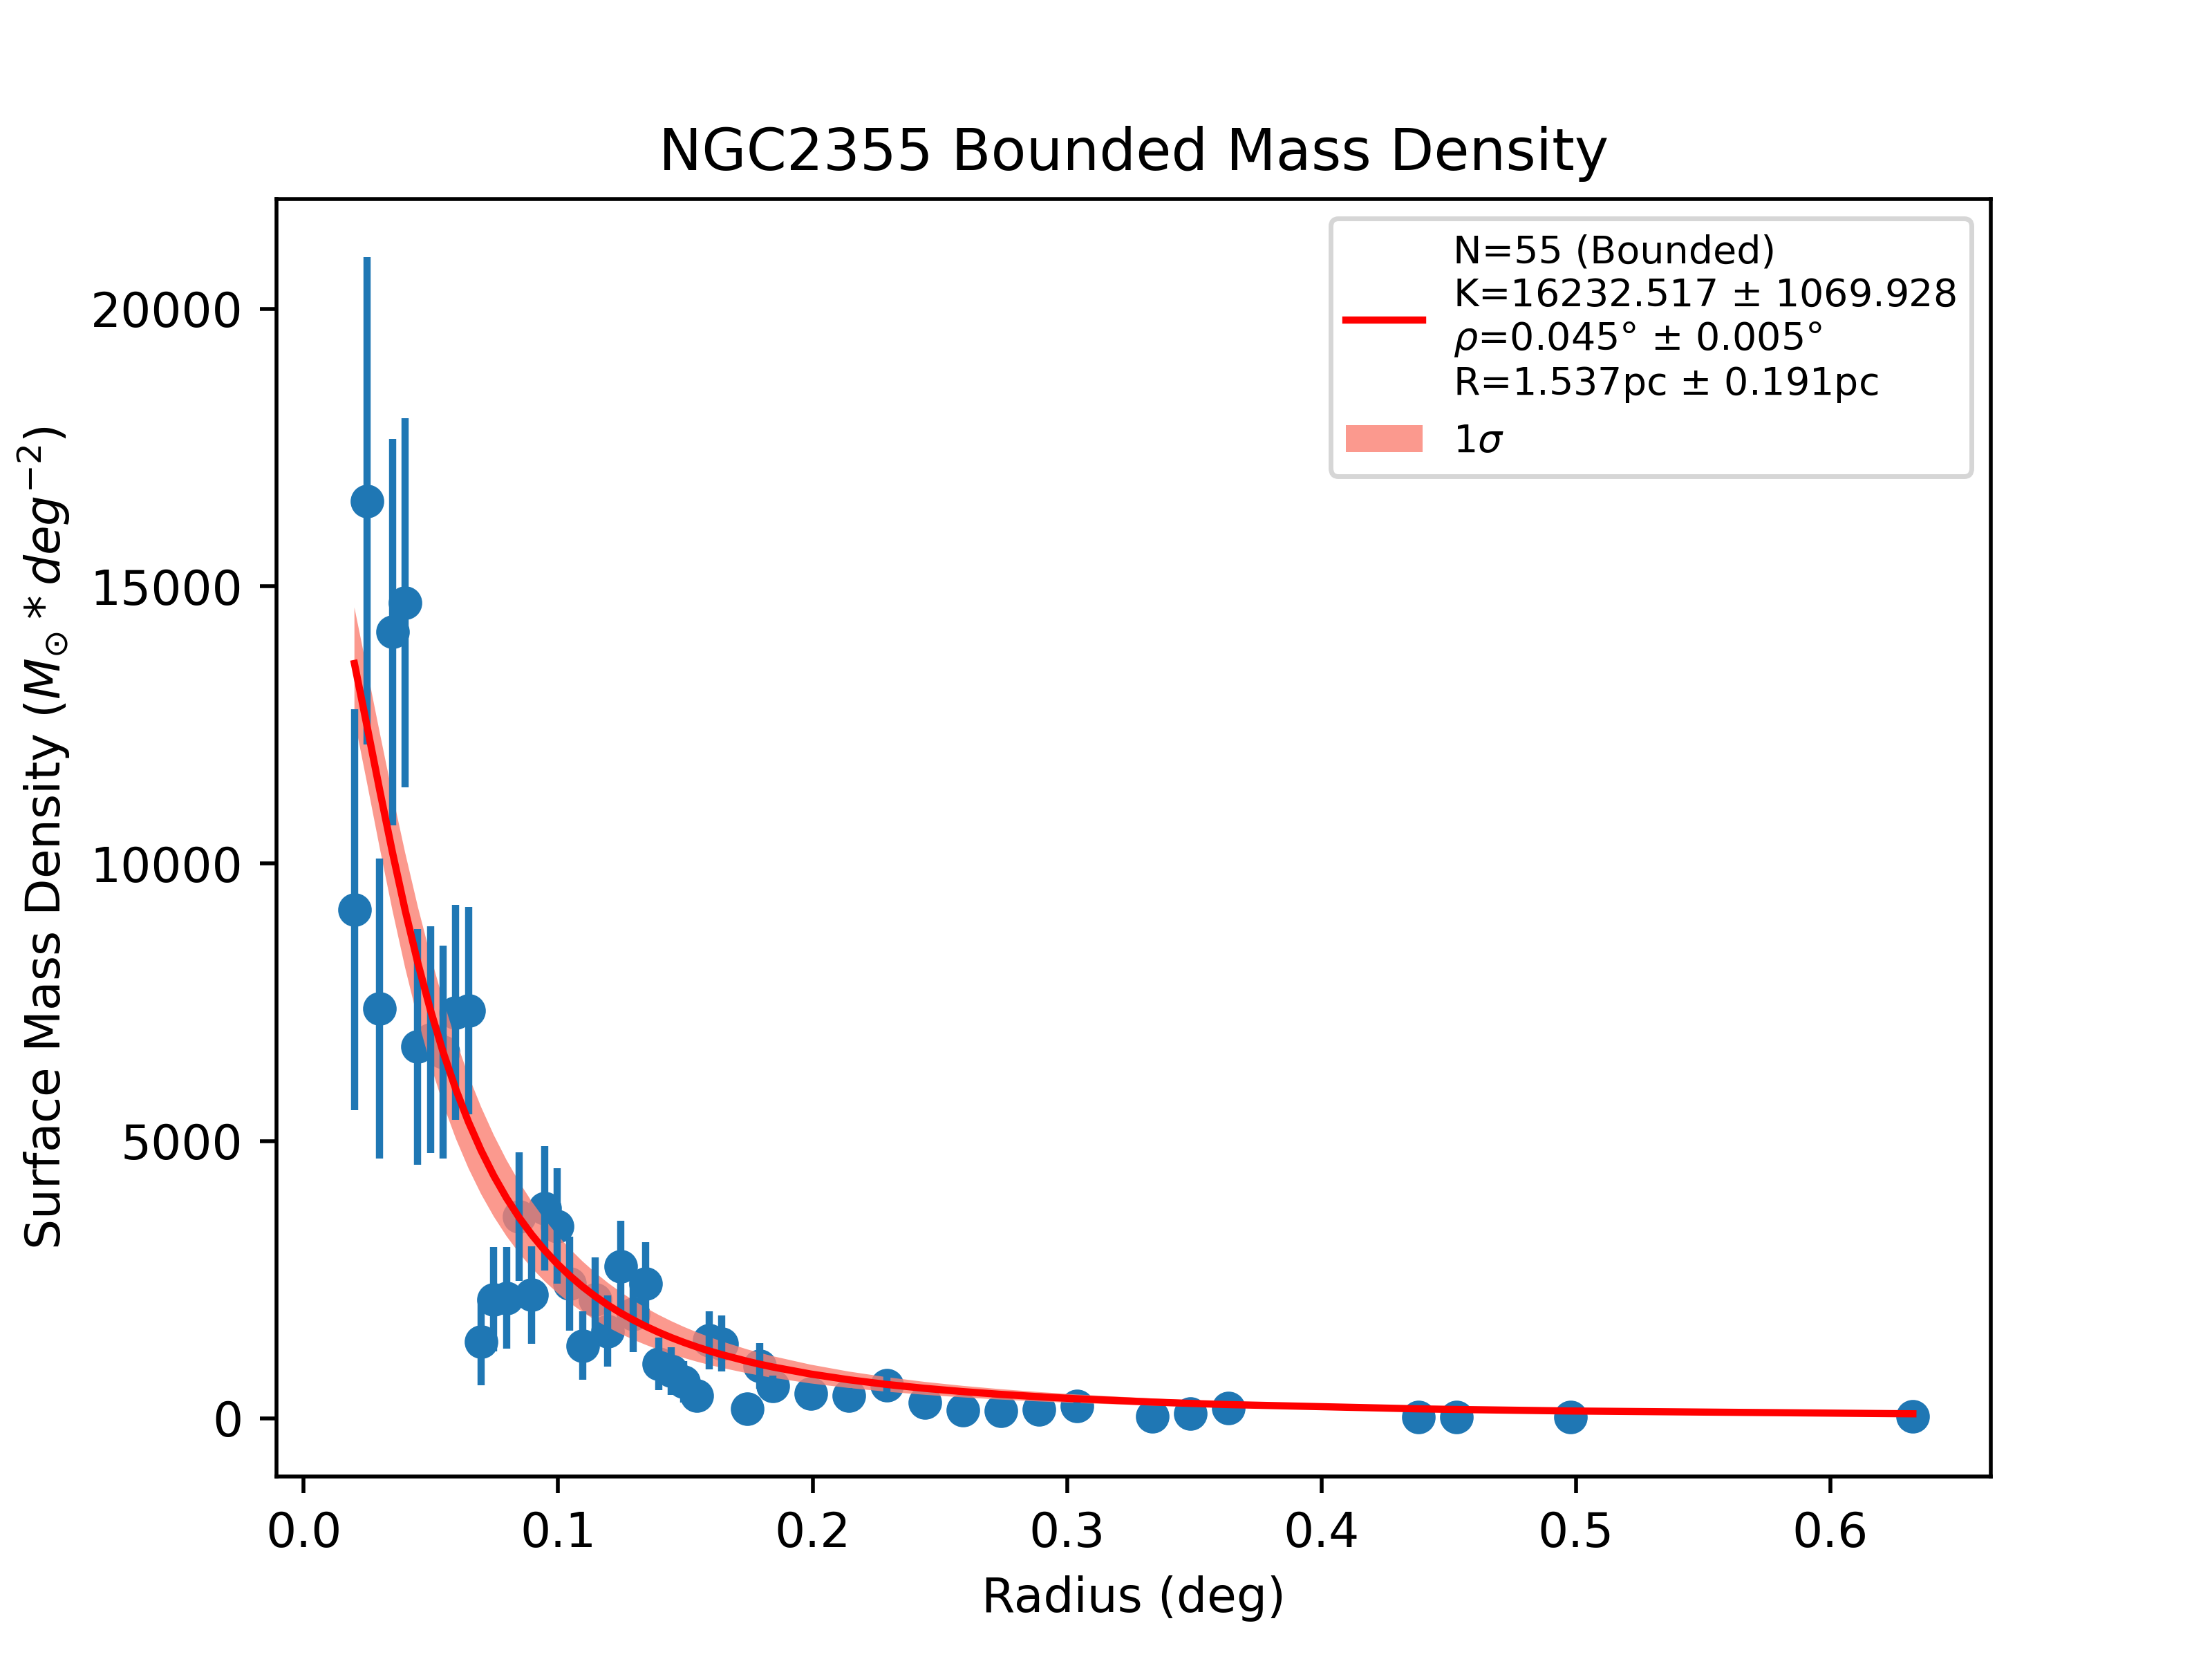 NGC2355 Bounded Mass Density
N=55 (Bounded)
K=16232.517 ± 1069.928
ρ=0.045° ± 0.005°
R=1.537pc ± 0.191pc
1σ
Surface Mass Density (M⊙ * deg⁻²)
20000
15000
10000
5000
0
0.0 0.1 0.2 0.3 0.4 0.5 0.6
Radius (deg)